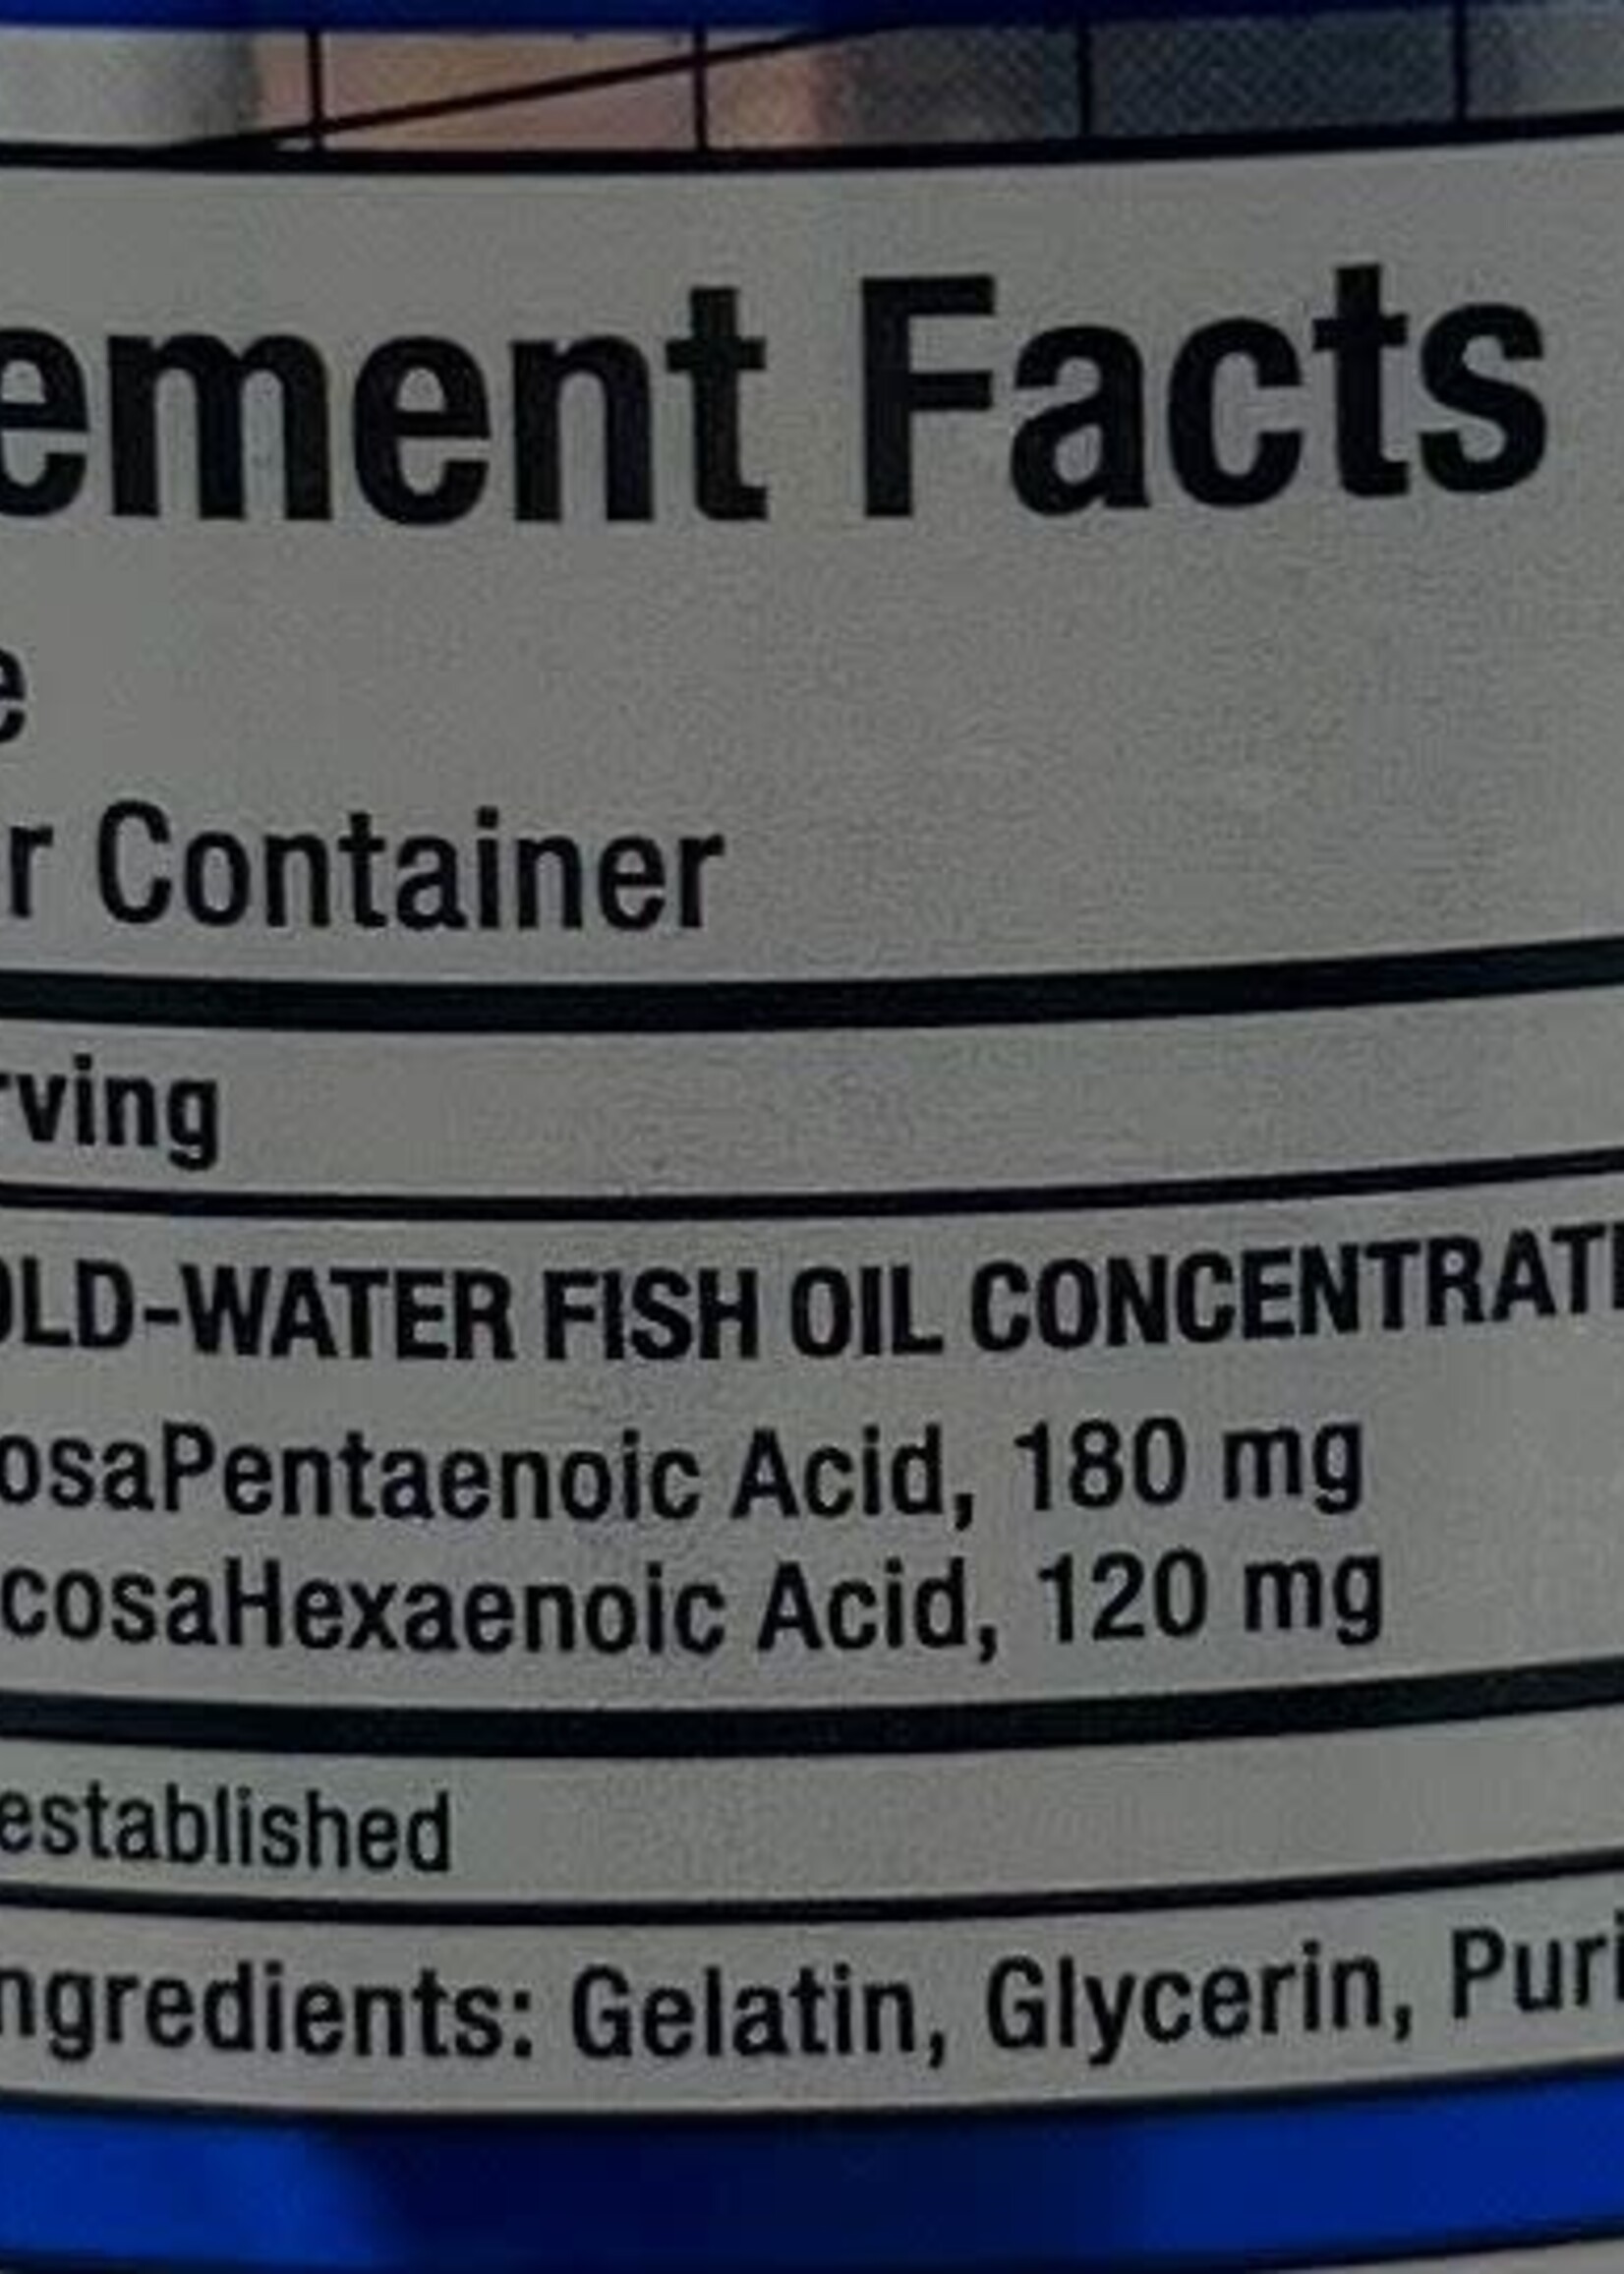 ement Facts
e
r Container
rving
OLD-WATER FISH OIL CONCENTRATE
osaPentaenoic Acid, 180 mg
cosaHexaenoic Acid, 120 mg
established
ngredients: Gelatin, Glycerin, Puri